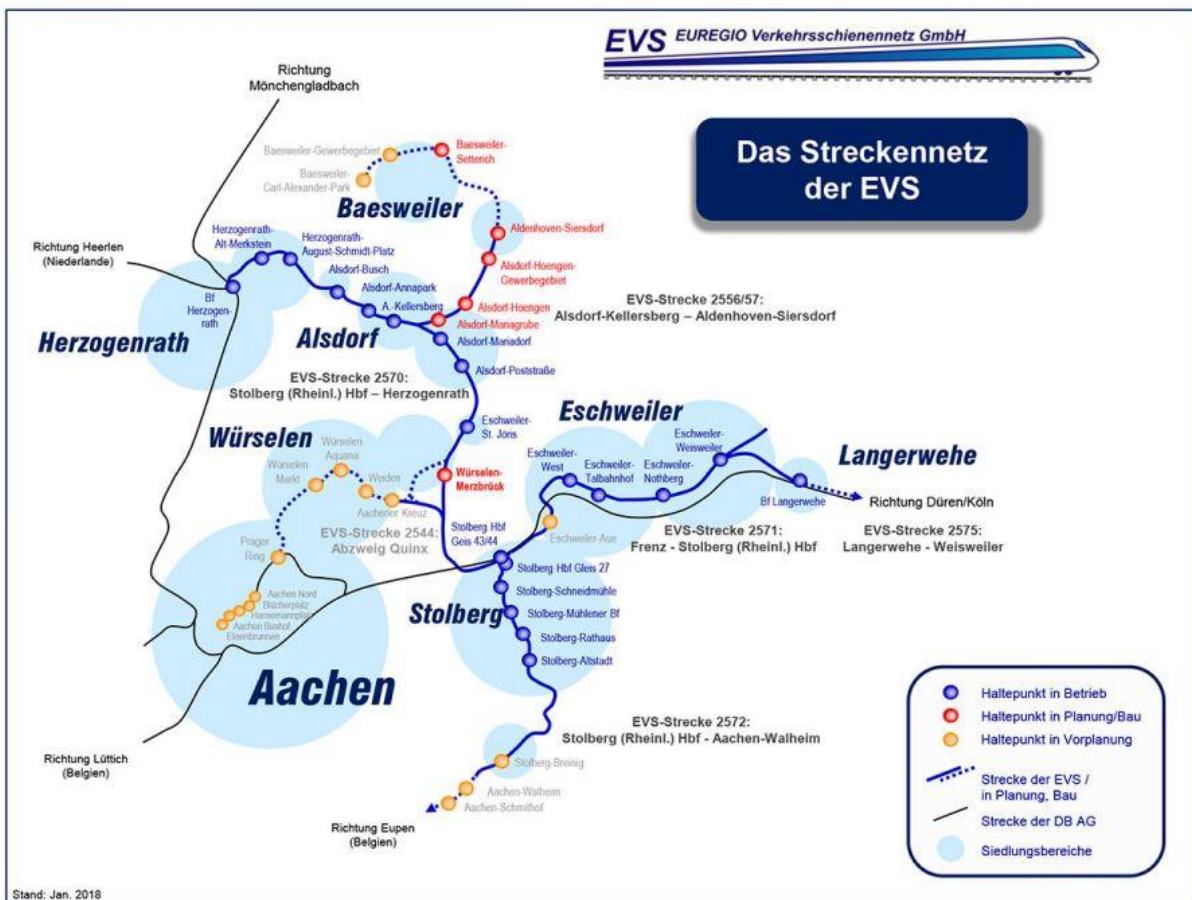 EVS EUREGIO Verkehrsschienennetz GmbH
Das Streckennetz
der EVS
Richtung
Mönchengladbach
Baesweiler-Gewerbegebiet
Baesweiler-
Setterich
Baesweiler-
Carl-Alexander-Park
Baesweiler
Richtung Heerlen
(Niederlande)
Herzogenrath-
Alt-Merkstein
Herzogenrath-
August-Schmidt-Platz
Aldenhoven-Siersdorf
Alsdorf-Busch
Alsdorf-Hoengen-
Gewerbegebiet
Alsdorf-Annapark
A.-Kellersberg
Bf
Herzogen-
rath
Alsdorf-Hoengen
Alsdorf-Mariagrube
Alsdorf-Mariadorf
EVS-Strecke 2556/57:
Alsdorf-Kellersberg – Aldenhoven-Siersdorf
Herzogenrath
Alsdorf
Alsdorf-Poststraße
EVS-Strecke 2570:
Stolberg (Rheinl.) Hbf – Herzogenrath
Eschweiler-
St. Jöris
Würselen
Würselen
Aquana
Würselen
Markt
Weiden
Aachener Kreuz
Würselen-
Merzbrück
Eschweiler
Eschweiler-
West
Eschweiler-
Talbahnhof
Eschweiler-
Nothberg
Eschweiler-
Weisweiler
Langerwehe
Bf Langerwehe
Richtung Düren/Köln
EVS-Strecke 2544:
Abzweig Quinx
Stolberg Hbf
Geis 43/44
Eschweiler-Aue
EVS-Strecke 2571:
Frenz - Stolberg (Rheinl.) Hbf
EVS-Strecke 2575:
Langerwehe - Weisweiler
Prager
Ring
Stolberg Hbf Gleis 27
Stolberg-Schneidmühle
Stolberg-Mühlener Bf
Stolberg-Rathaus
Stolberg-Altstadt
Stolberg
Aachen Nord
Blücherplatz
Hansemannplatz
Aachen Bushof
Elisenbrunnen
Aachen
EVS-Strecke 2572:
Stolberg (Rheinl.) Hbf - Aachen-Walheim
Stolberg-Breinig
Aachen-Walheim
Aachen-Schmithof
Richtung Lüttich
(Belgien)
Richtung Eupen
(Belgien)
Haltepunkt in Betrieb
Haltepunkt in Planung/Bau
Haltepunkt in Vorplanung
Strecke der EVS /
in Planung, Bau
Strecke der DB AG
Siedlungsbereiche
Stand: Jan. 2018